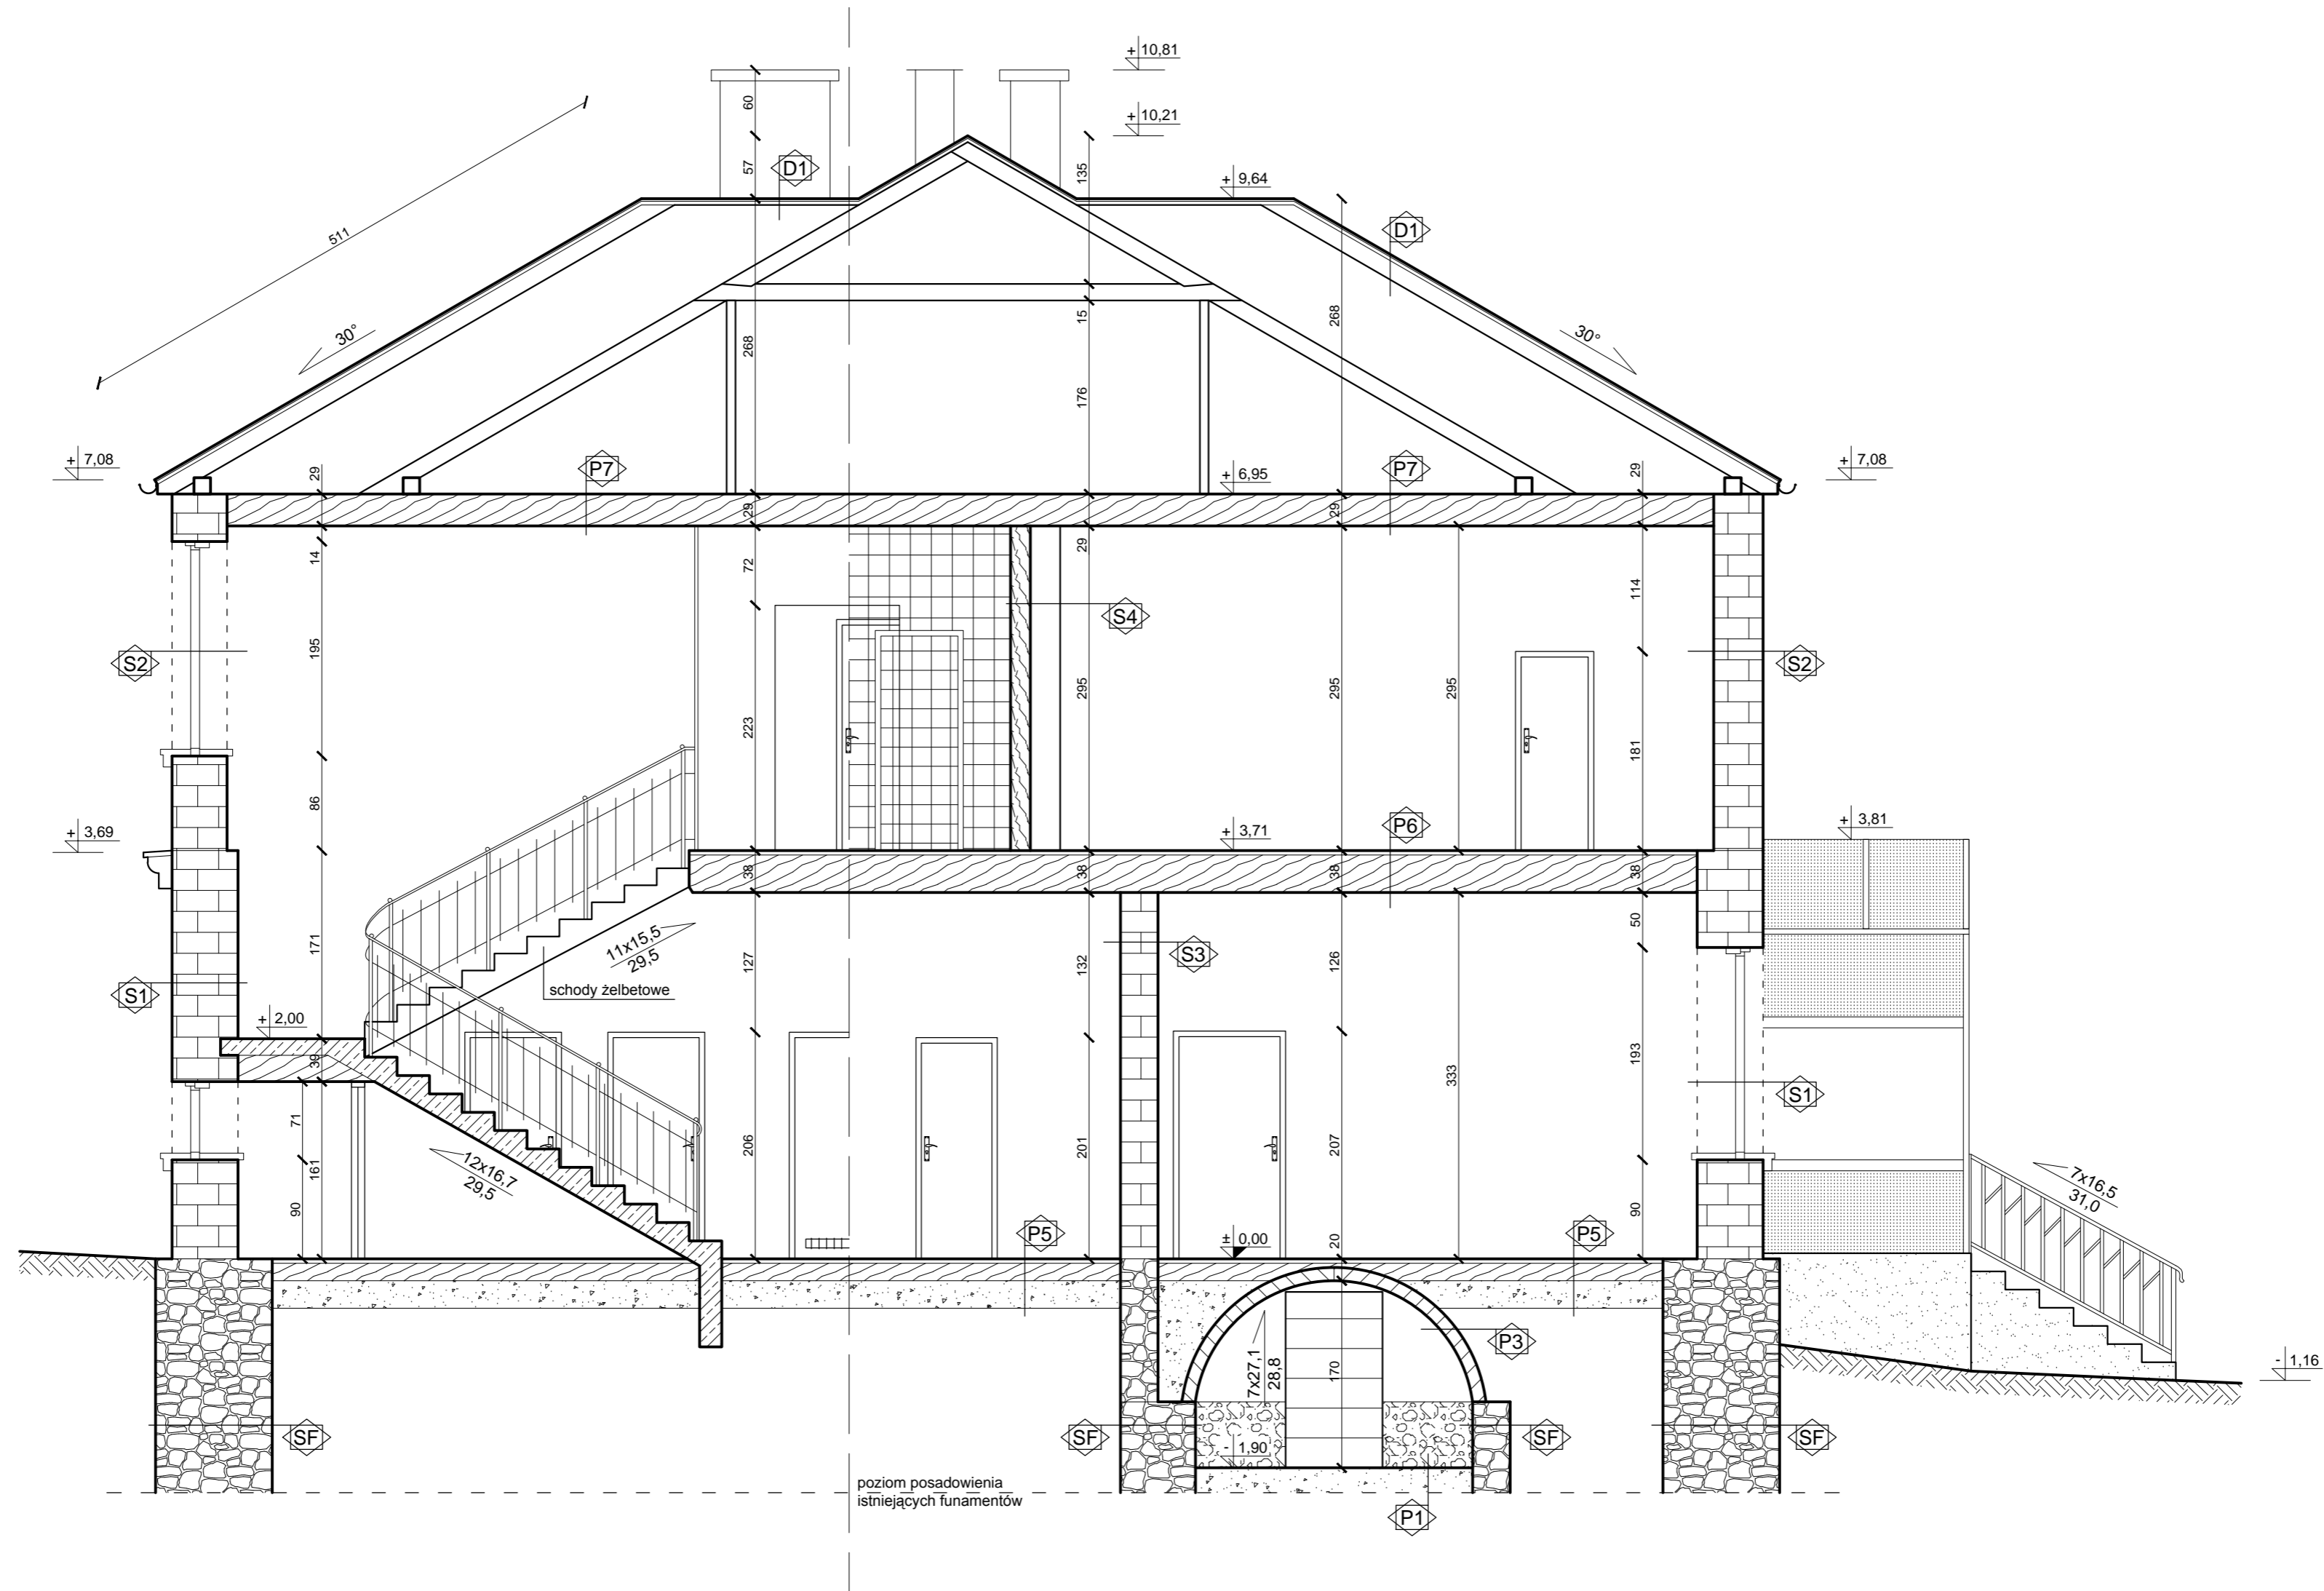 + 10,81
60
+ 10,21
57
D1
135
+ 9,64
D1
511
30°
30°
268
15
268
176
+ 7,08
29
P7
+ 6,95
P7
29
+ 7,08
29
29
14
72
29
114
S4
195
S2
295
295
295
S2
223
181
86
+ 3,69
+ 3,71
P6
+ 3,81
38
38
38
38
50
171
11x15,5
29,5
127
132
S3
126
schody żelbetowe
S1
+ 2,00
39
193
333
S1
71
161
206
201
207
12x16,7
29,5
7x16,5
31,0
90
90
P5
± 0,00
20
P5
P3
7x27,1
28,8
170
- 1,16
SF
SF
- 1,90
SF
SF
poziom posadowienia
istniejących funamentów
P1